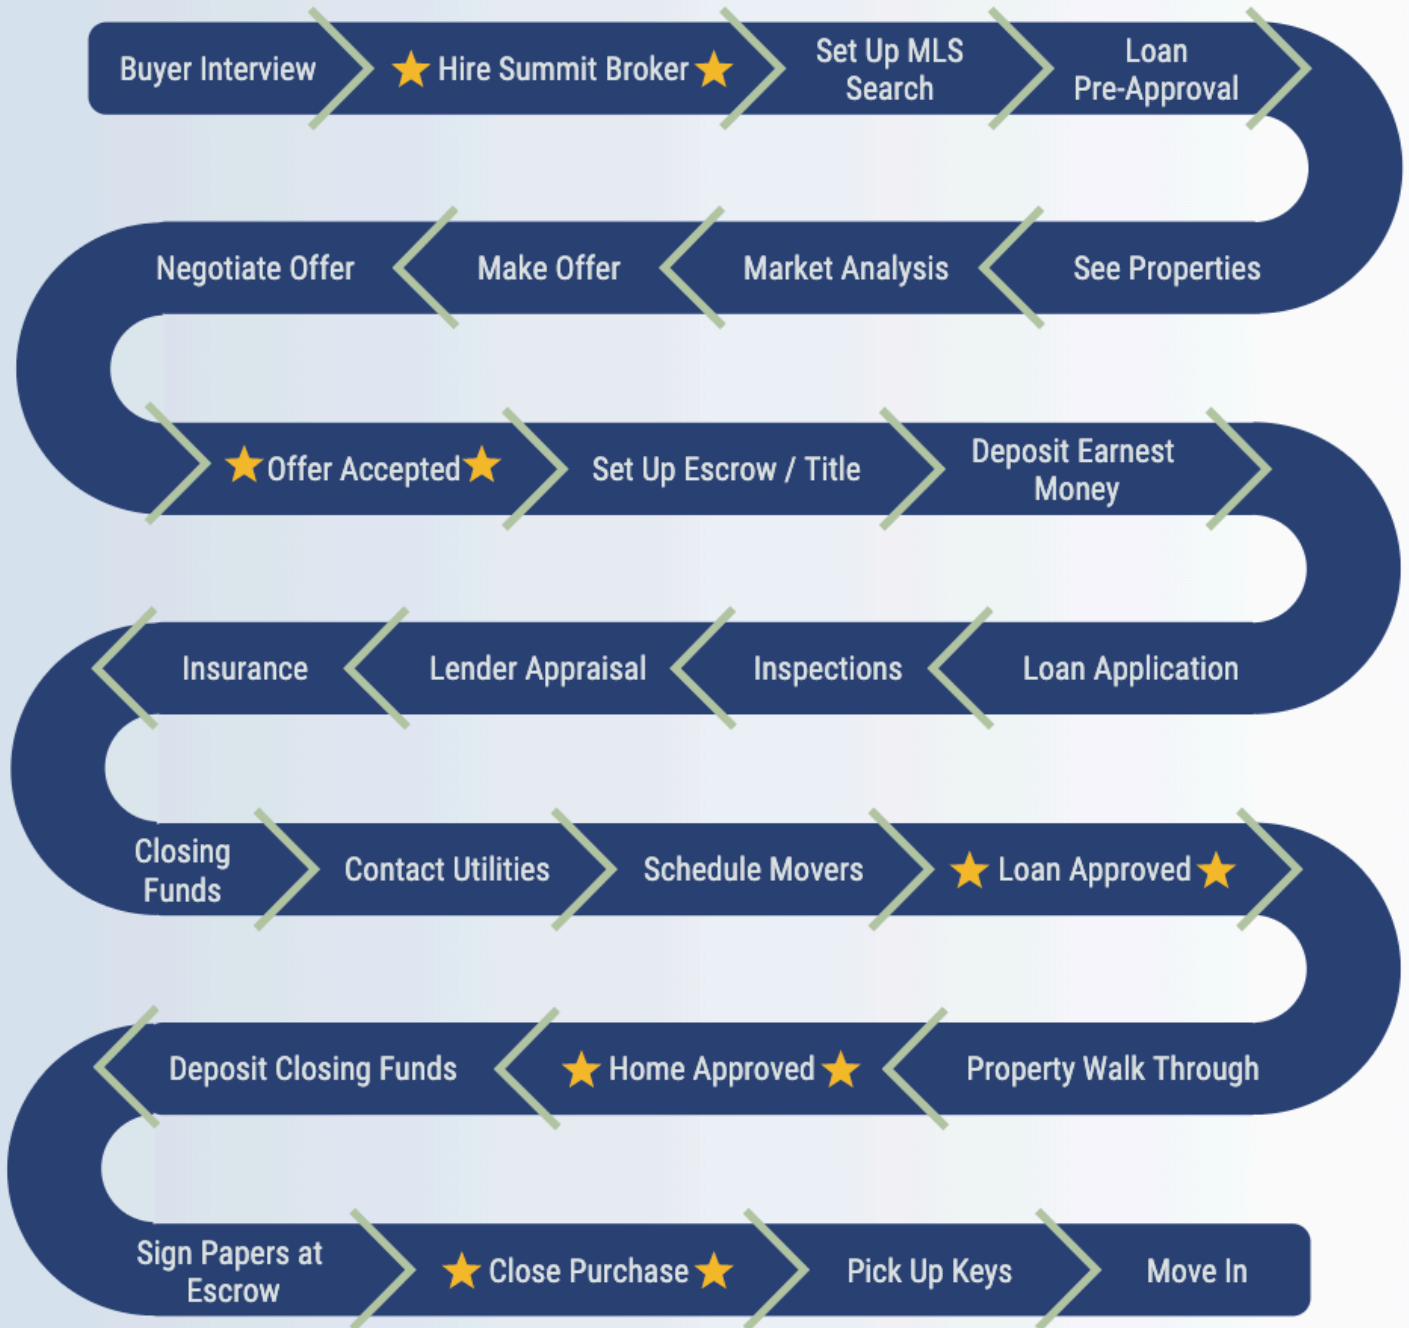 Buyer Interview
Hire Summit Broker
Set Up MLS
Search
Loan
Pre-Approval
See Properties
Market Analysis
Make Offer
Negotiate Offer
Offer Accepted
Set Up Escrow / Title
Deposit Earnest
Money
Loan Application
Inspections
Lender Appraisal
Insurance
Closing
Funds
Contact Utilities
Schedule Movers
Loan Approved
Property Walk Through
Home Approved
Deposit Closing Funds
Sign Papers at
Escrow
Close Purchase
Pick Up Keys
Move In